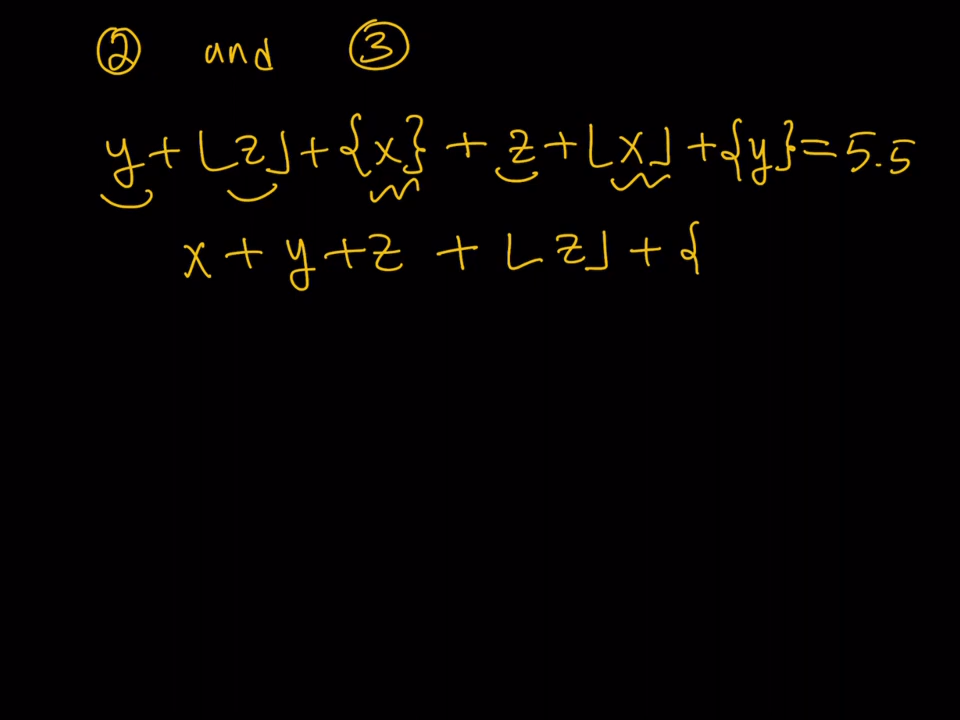 ② and ③
y + ⌊z⌋ + {x} + z + ⌊x⌋ + {y} = 5.5
x + y + z + ⌊z⌋ + {